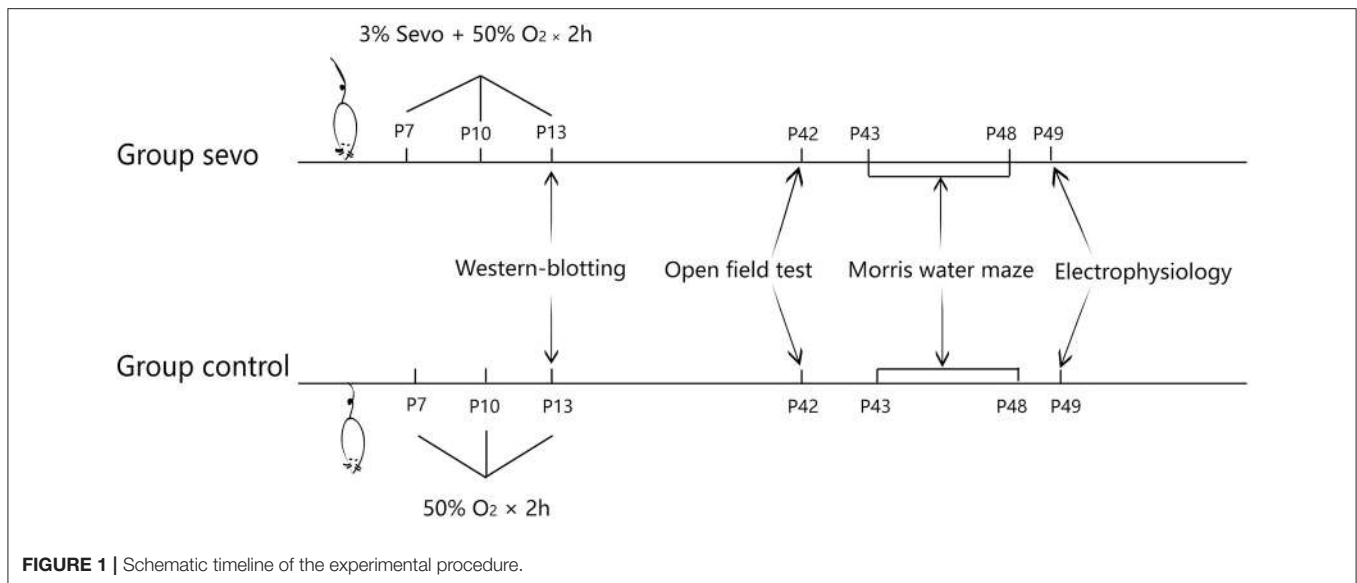 3% Sevo + 50% O2 × 2h
P7 P10 P13 P42 P43 P48 P49
Group sevo
Western-blotting Open field test Morris water maze Electrophysiology
Group control
P7 P10 P13 P42 P43 P48 P49
50% O2 × 2h
FIGURE 1 | Schematic timeline of the experimental procedure.